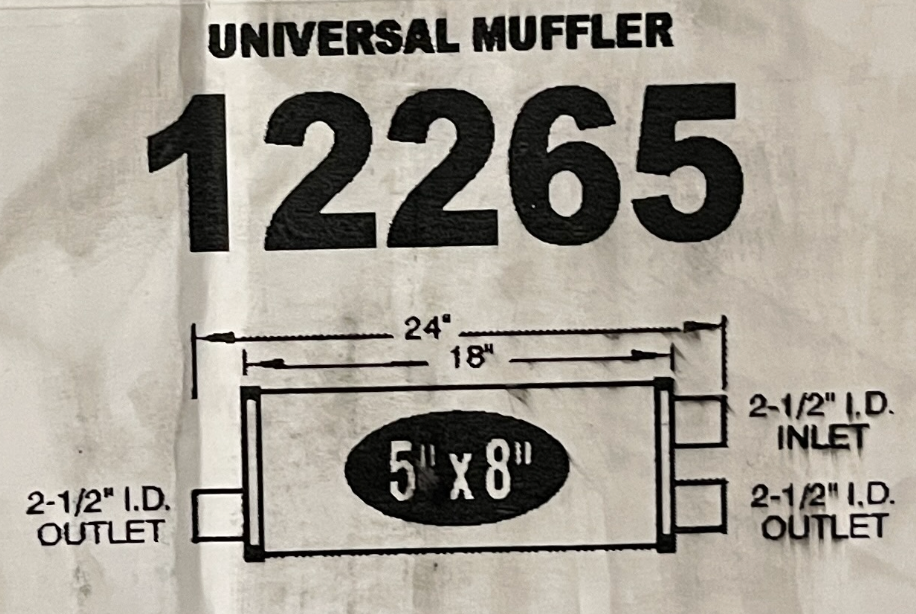 UNIVERSAL MUFFLER
12265
24"
18"
5" x 8"
2-1/2" I.D.
INLET
2-1/2" I.D.
OUTLET
2-1/2" I.D.
OUTLET